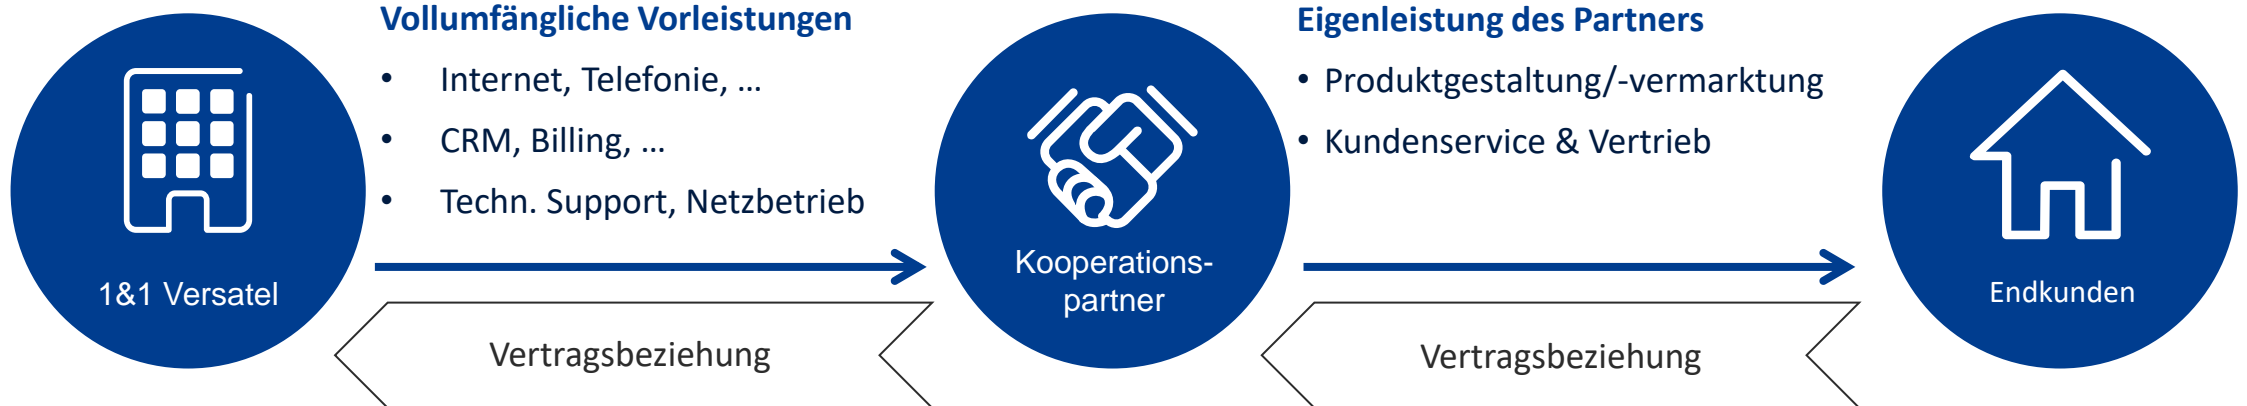 Vollumfängliche Vorleistungen
• Internet, Telefonie, …
• CRM, Billing, …
• Techn. Support, Netzbetrieb
1&1 Versatel
Vertragsbeziehung
Kooperations-
partner
Eigenleistung des Partners
• Produktgestaltung/-vermarktung
• Kundenservice & Vertrieb
Vertragsbeziehung
Endkunden